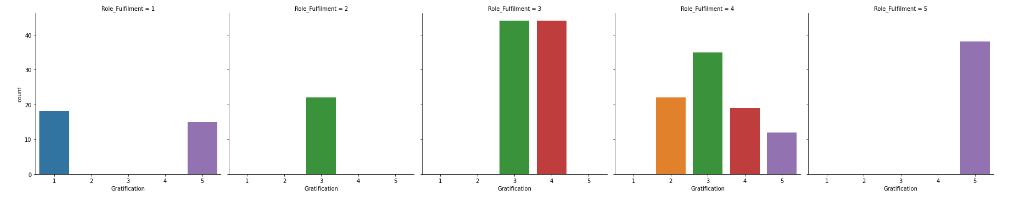 Role_Fulfilment = 1
Role_Fulfilment = 2
Role_Fulfilment = 3
Role_Fulfilment = 4
Role_Fulfilment = 5
40
30
20
10
0
count
1 2 3 4 5
1 2 3 4 5
1 2 3 4 5
1 2 3 4 5
1 2 3 4 5
Gratification
Gratification
Gratification
Gratification
Gratification